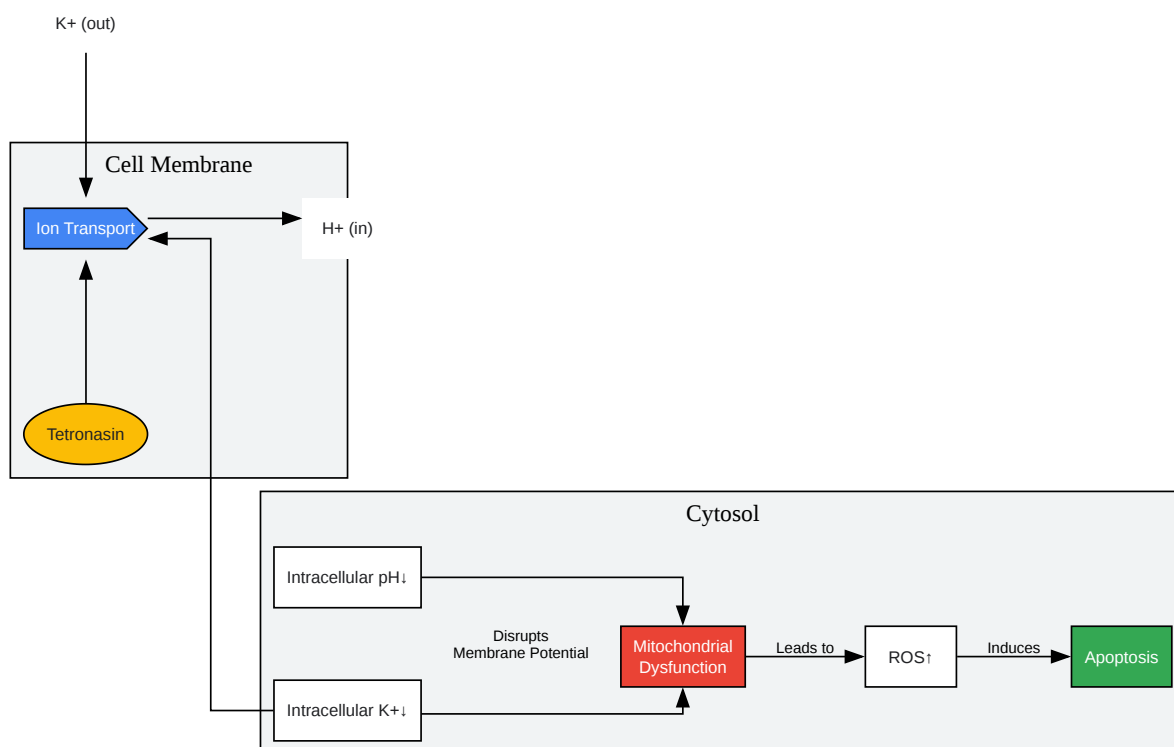 K+ (out)
Cell Membrane
Ion Transport
H+ (in)
Tetronasin
Cytosol
Intracellular pH↓
Disrupts
Membrane Potential
Mitochondrial
Dysfunction
Leads to
ROS↑
Induces
Apoptosis
Intracellular K+↓